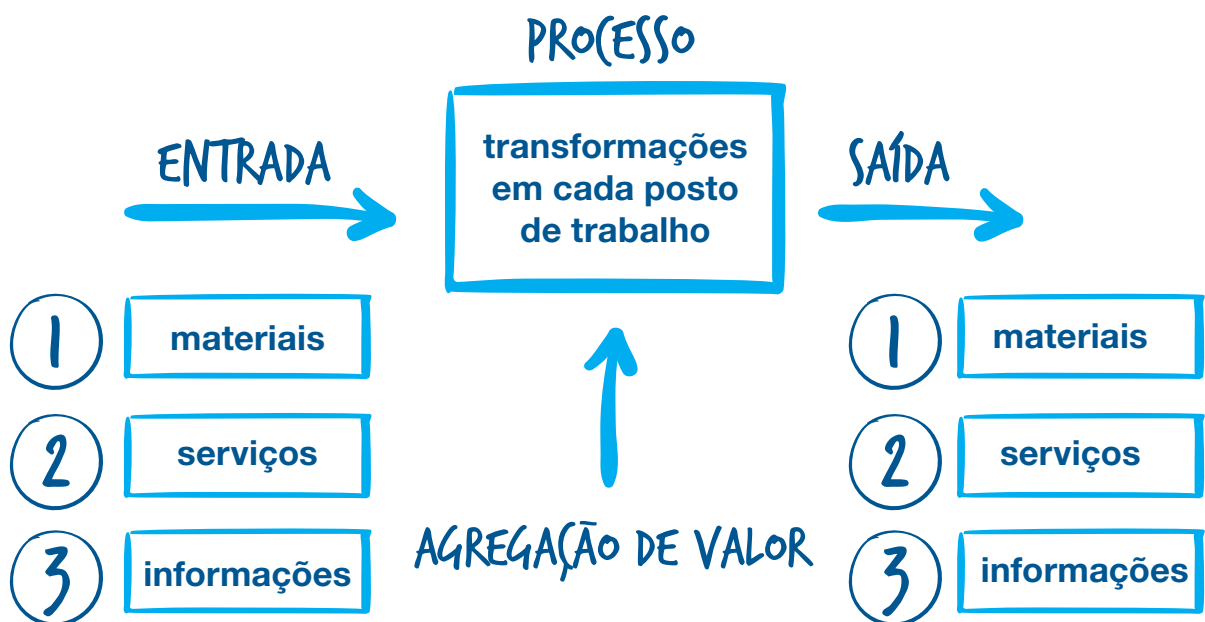 PROCESSO
ENTRADA
transformações
em cada posto
de trabalho
SAÍDA
1 materiais
2 serviços
3 informações
AGREGAÇÃO DE VALOR
1 materiais
2 serviços
3 informações